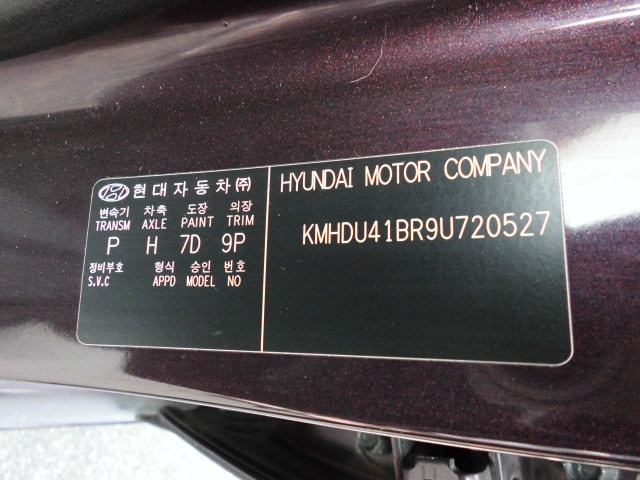 현대자동차㈜
변속기 차축 도장 의장
TRANSM AXLE PAINT TRIM
P H 7D 9P
정비부호 형식 승인 번호
S.V.C APPD MODEL NO
HYUNDAI MOTOR COMPANY
KMHDU41BR9U720527